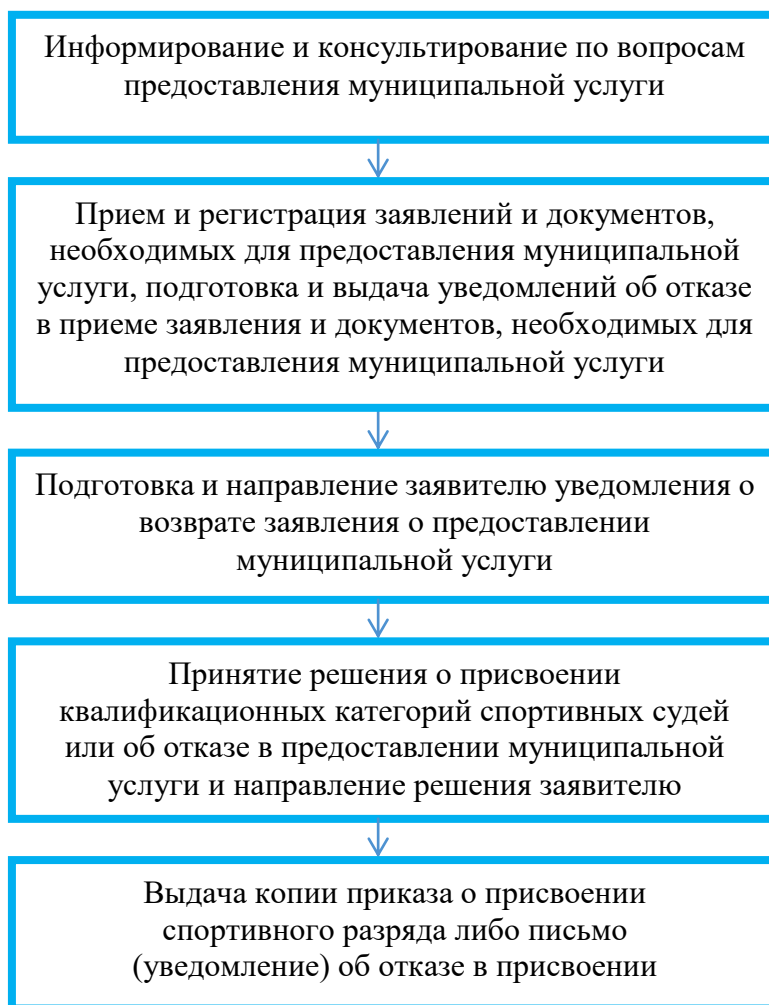 Информирование и консультирование по вопросам
предоставления муниципальной услуги
Прием и регистрация заявлений и документов,
необходимых для предоставления муниципальной
услуги, подготовка и выдача уведомлений об отказе
в приеме заявления и документов, необходимых для
предоставления муниципальной услуги
Подготовка и направление заявителю уведомления о
возврате заявления о предоставлении
муниципальной услуги
Принятие решения о присвоении
квалификационных категорий спортивных судей
или об отказе в предоставлении муниципальной
услуги и направление решения заявителю
Выдача копии приказа о присвоении
спортивного разряда либо письмо
(уведомление) об отказе в присвоении